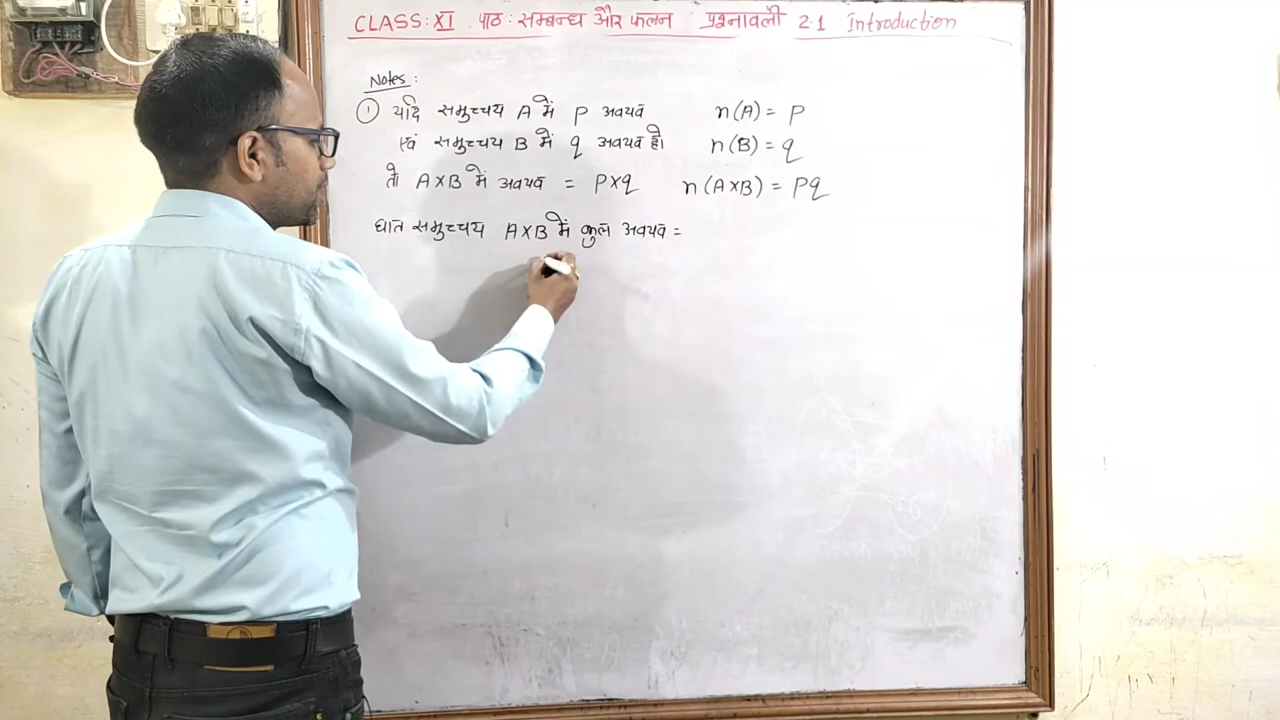 CLASS: XI पाठ: सम्बन्ध और फलन प्रश्नावली 2.1 Introduction
Notes:
① यदि समुच्चय A में P अवयव n(A) = P
एवं समुच्चय B में q अवयव हो n(B) = q
तो A×B में अवयव = P×q n(A×B) = Pq
घात समुच्चय A×B में कुल अवयव =